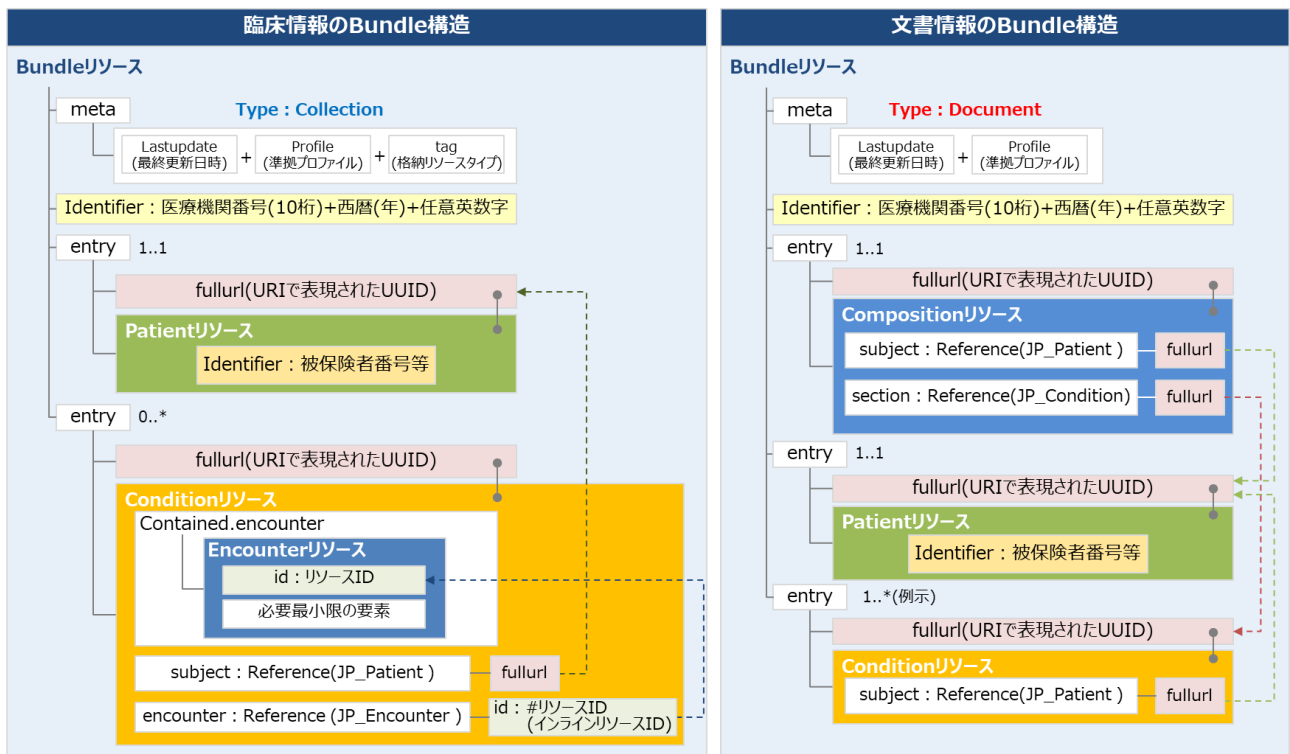 臨床情報のBundle構造
Bundleリソース
meta
Type : Collection
Lastupdate
(最終更新日時)
+
Profile
(準拠プロファイル)
+
tag
(格納リソースタイプ)
Identifier : 医療機関番号(10桁)+西暦(年)+任意英数字
entry 1..1
fullurl(URIで表現されたUUID)
Patientリソース
Identifier : 被保険者番号等
entry 0..*
fullurl(URIで表現されたUUID)
Conditionリソース
Contained.encounter
Encounterリソース
id : リソースID
必要最小限の要素
subject : Reference(JP_Patient ) fullurl
encounter : Reference (JP_Encounter ) id : #リソースID
(インラインリソースID)
文書情報のBundle構造
Bundleリソース
meta
Type : Document
Lastupdate
(最終更新日時)
+
Profile
(準拠プロファイル)
Identifier : 医療機関番号(10桁)+西暦(年)+任意英数字
entry 1..1
fullurl(URIで表現されたUUID)
Compositionリソース
subject : Reference(JP_Patient ) fullurl
section : Reference(JP_Condition) fullurl
entry 1..1
fullurl(URIで表現されたUUID)
Patientリソース
Identifier : 被保険者番号等
entry 1..*(例示)
fullurl(URIで表現されたUUID)
Conditionリソース
subject : Reference(JP_Patient ) fullurl